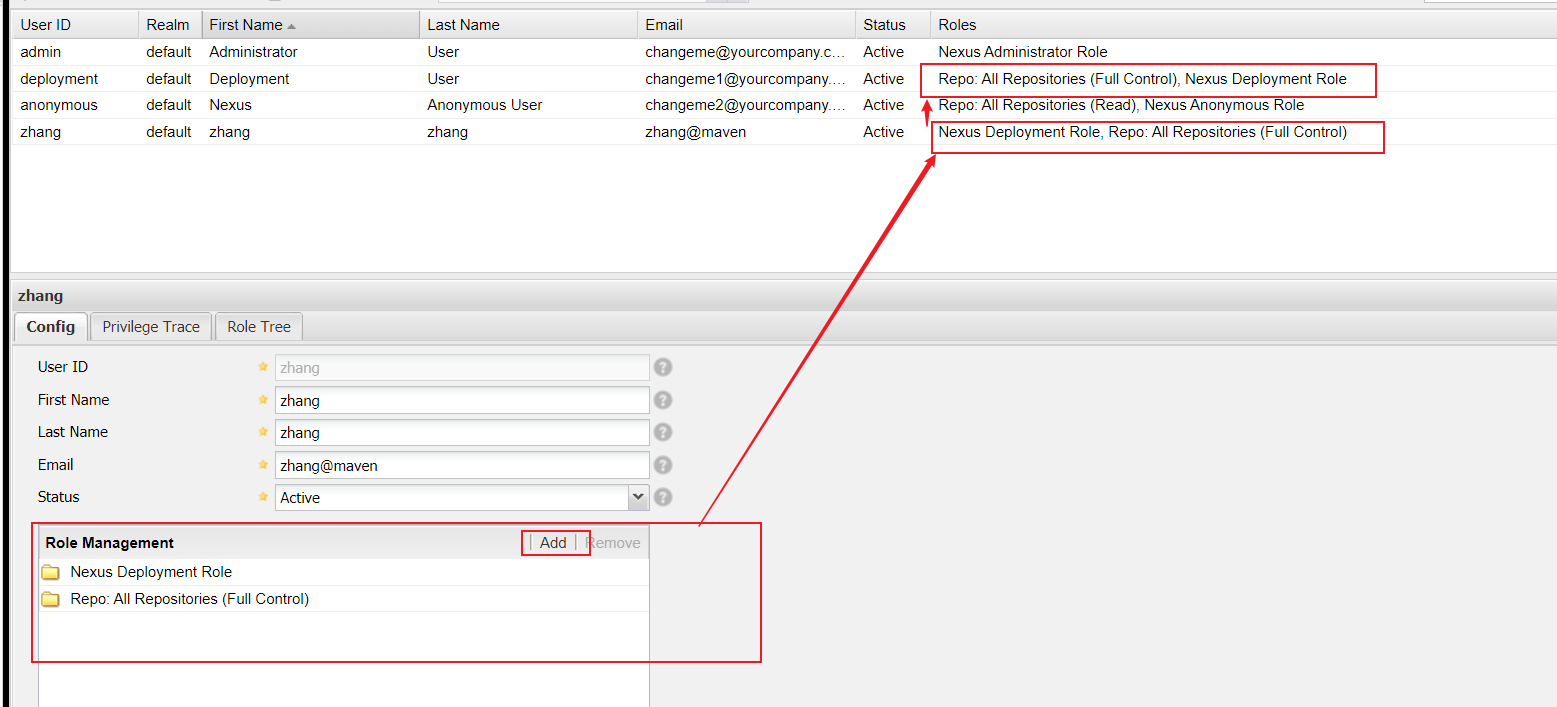 User ID Realm First Name Last Name Email Status Roles
admin default Administrator User changeme@yourcompany.c... Active Nexus Administrator Role
deployment default Deployment User changeme1@yourcompany.... Active Repo: All Repositories (Full Control), Nexus Deployment Role
anonymous default Nexus Anonymous User changeme2@yourcompany.... Active Repo: All Repositories (Read), Nexus Anonymous Role
zhang default zhang zhang zhang@maven Active Nexus Deployment Role, Repo: All Repositories (Full Control)
zhang
Config Privilege Trace Role Tree
User ID zhang
First Name zhang
Last Name zhang
Email zhang@maven
Status Active
Role Management Add Remove
Nexus Deployment Role
Repo: All Repositories (Full Control)